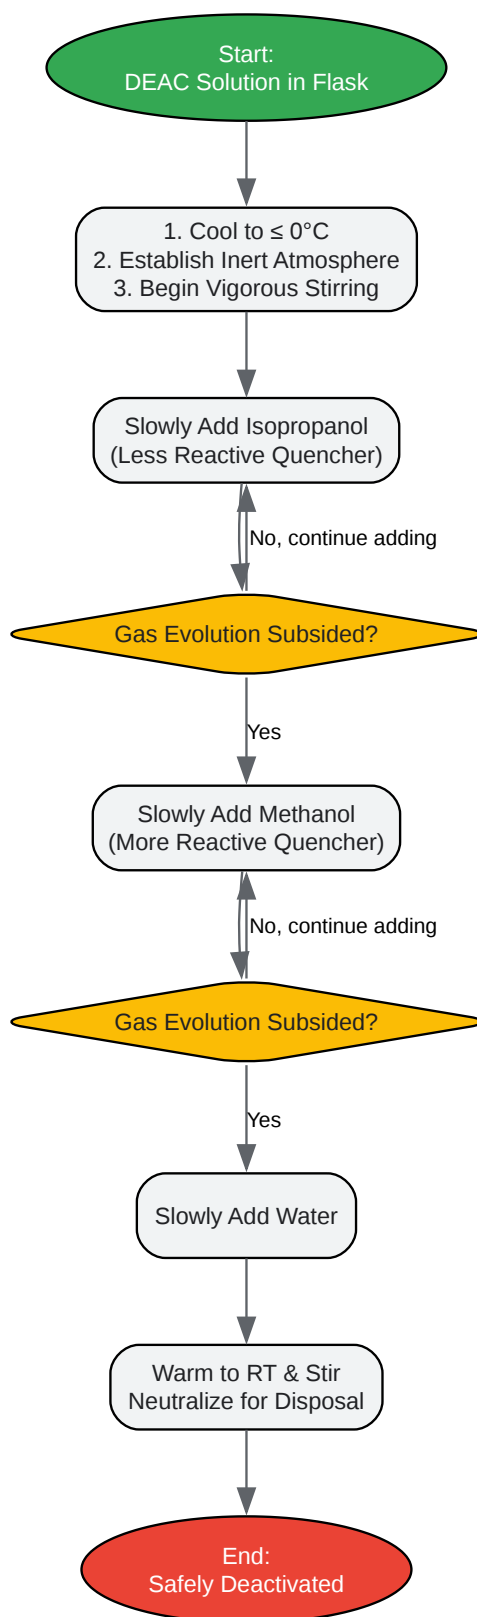 Start:
DEAC Solution in Flask
1. Cool to ≤ 0°C
2. Establish Inert Atmosphere
3. Begin Vigorous Stirring
Slowly Add Isopropanol
(Less Reactive Quencher)
No, continue adding
Gas Evolution Subsided?
Yes
Slowly Add Methanol
(More Reactive Quencher)
No, continue adding
Gas Evolution Subsided?
Yes
Slowly Add Water
Warm to RT & Stir
Neutralize for Disposal
End:
Safely Deactivated